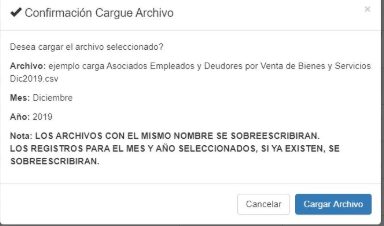 Confirmación Cargue Archivo
×
Desea cargar el archivo seleccionado?
Archivo: ejemplo carga Asociados Empleados y Deudores por Venta de Bienes y Servicios
Dic2019.csv
Mes: Diciembre
Año: 2019
Nota: LOS ARCHIVOS CON EL MISMO NOMBRE SE SOBREESCRIBIRAN.
LOS REGISTROS PARA EL MES Y AÑO SELECCIONADOS, SI YA EXISTEN, SE
SOBREESCRIBIRAN.
Cancelar
Cargar Archivo